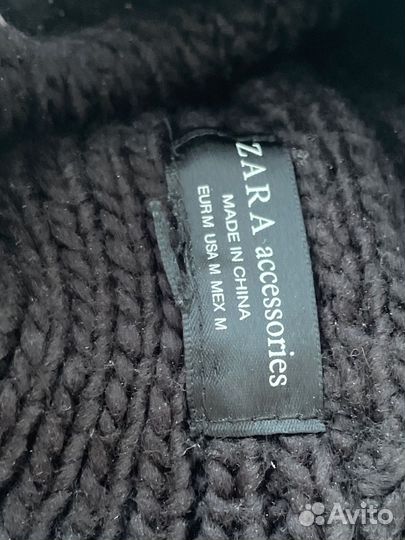 ZARA accessories
MADE IN CHINA
EUR M USA M MEX M
Avito